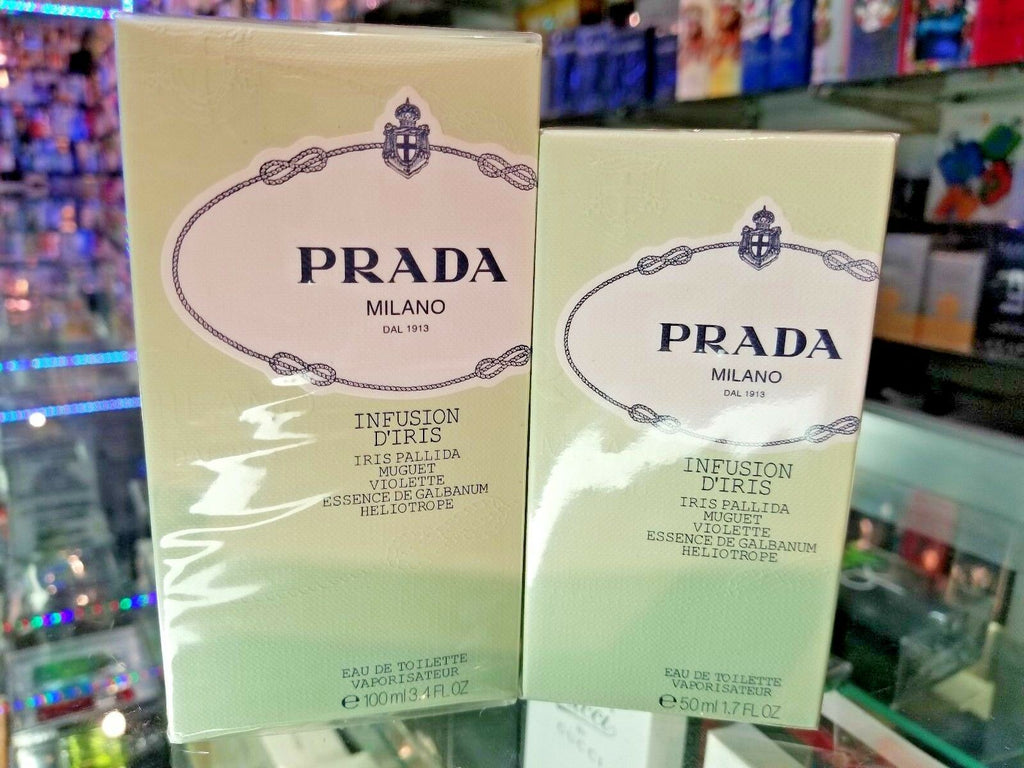 PRADA
MILANO
DAL 1913
INFUSION
D'IRIS
IRIS PALLIDA
MUGUET
VIOLETTE
ESSENCE DE GALBANUM
HELIOTROPE
EAU DE TOILETTE
VAPORISATEUR
e 100 ml 3.4 FL.OZ
PRADA
MILANO
DAL 1913
INFUSION
D'IRIS
IRIS PALLIDA
MUGUET
VIOLETTE
ESSENCE DE GALBANUM
HELIOTROPE
EAU DE TOILETTE
VAPORISATEUR
e 50 ml 1.7 FL OZ
GUCCI